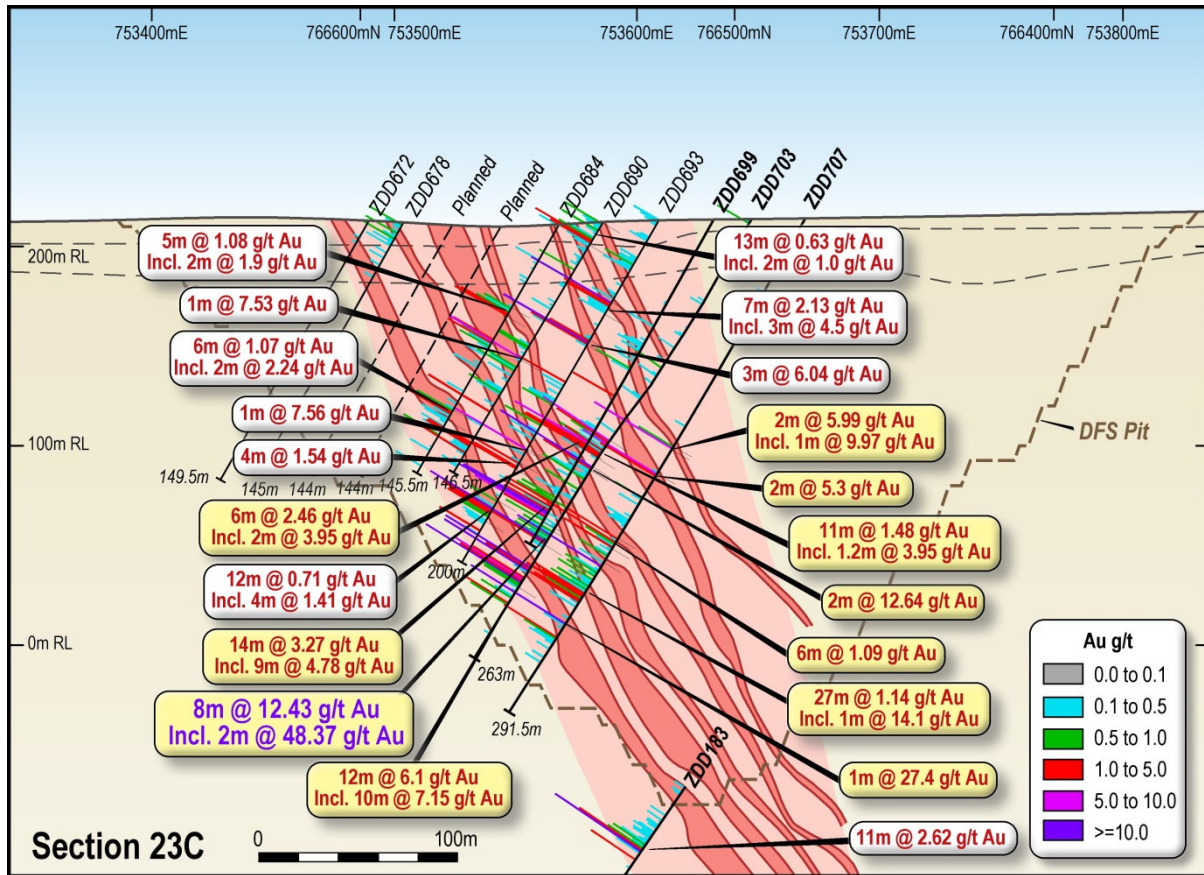 753400mE
766600mN
753500mE
753600mE
766500mN
753700mE
766400mN
753800mE
ZDD672
ZDD678
Planned
Planned
ZDD684
ZDD690
ZDD693
ZDD699
ZDD703
ZDD707
200m RL
100m RL
0m RL
5m @ 1.08 g/t Au
Incl. 2m @ 1.9 g/t Au
1m @ 7.53 g/t Au
6m @ 1.07 g/t Au
Incl. 2m @ 2.24 g/t Au
1m @ 7.56 g/t Au
4m @ 1.54 g/t Au
149.5m
145m
144m
144m
145.5m
146.5m
6m @ 2.46 g/t Au
Incl. 2m @ 3.95 g/t Au
200m
12m @ 0.71 g/t Au
Incl. 4m @ 1.41 g/t Au
14m @ 3.27 g/t Au
Incl. 9m @ 4.78 g/t Au
263m
8m @ 12.43 g/t Au
Incl. 2m @ 48.37 g/t Au
291.5m
12m @ 6.1 g/t Au
Incl. 10m @ 7.15 g/t Au
13m @ 0.63 g/t Au
Incl. 2m @ 1.0 g/t Au
7m @ 2.13 g/t Au
Incl. 3m @ 4.5 g/t Au
3m @ 6.04 g/t Au
2m @ 5.99 g/t Au
Incl. 1m @ 9.97 g/t Au
DFS Pit
2m @ 5.3 g/t Au
11m @ 1.48 g/t Au
Incl. 1.2m @ 3.95 g/t Au
2m @ 12.64 g/t Au
6m @ 1.09 g/t Au
27m @ 1.14 g/t Au
Incl. 1m @ 14.1 g/t Au
ZDD183
1m @ 27.4 g/t Au
11m @ 2.62 g/t Au
Au g/t
0.0 to 0.1
0.1 to 0.5
0.5 to 1.0
1.0 to 5.0
5.0 to 10.0
>=10.0
Section 23C
0
100m